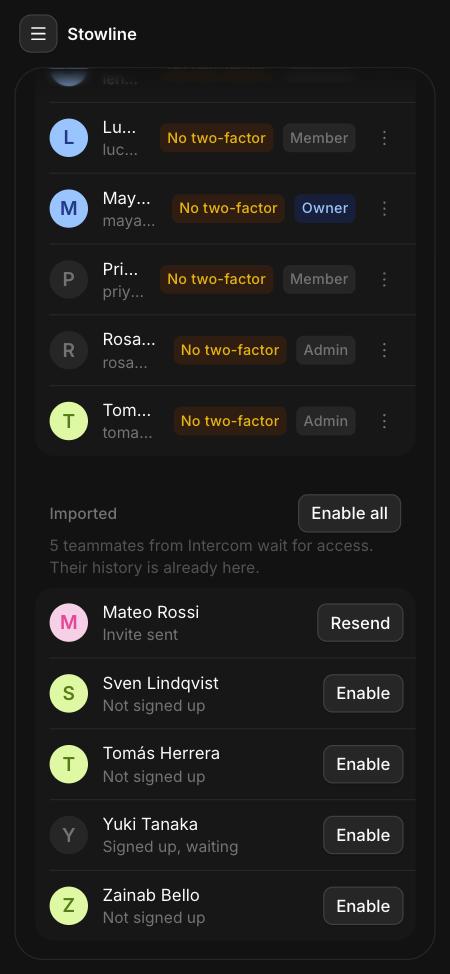 Stowline
L
Lu...
No two-factor
Member
luc...
M
May...
No two-factor
Owner
maya...
P
Pri...
No two-factor
Member
priy...
R
Rosa...
No two-factor
Admin
rosa...
T
Tom...
No two-factor
Admin
toma...
Imported
Enable all
5 teammates from Intercom wait for access.
Their history is already here.
M
Mateo Rossi
Invite sent
Resend
S
Sven Lindqvist
Not signed up
Enable
T
Tomás Herrera
Not signed up
Enable
Y
Yuki Tanaka
Signed up, waiting
Enable
Z
Zainab Bello
Not signed up
Enable